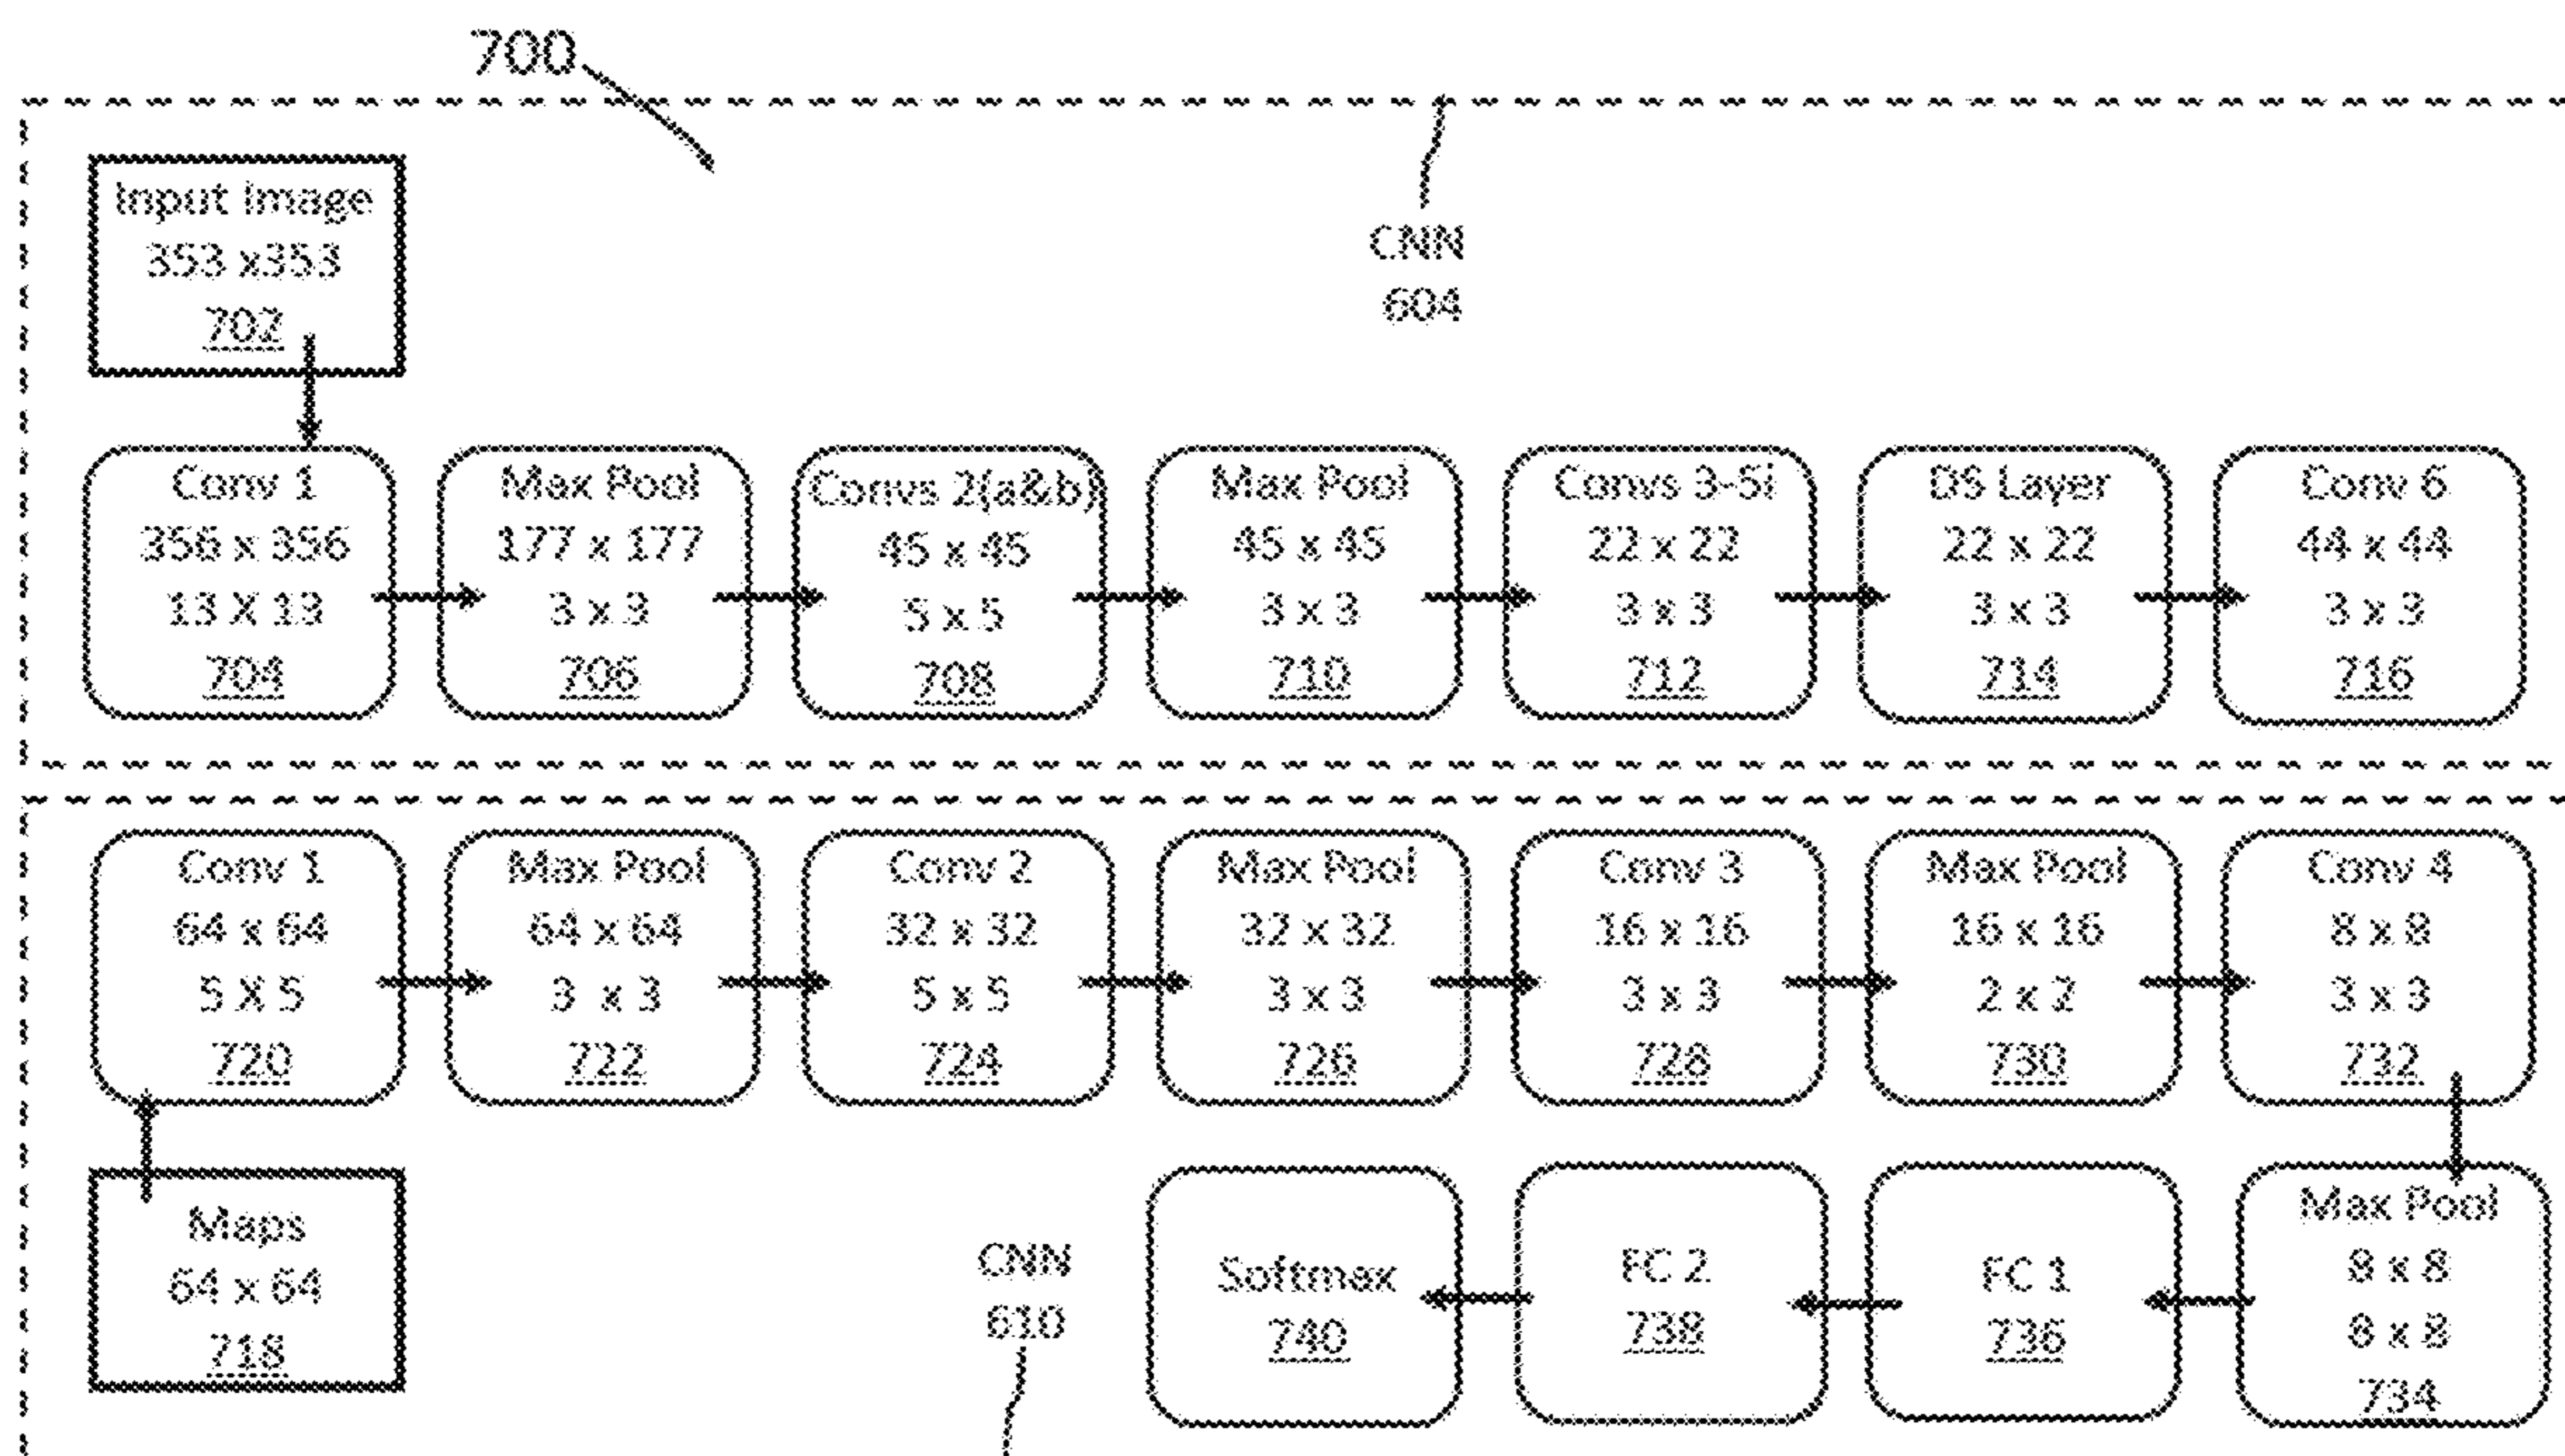 700
Input Image
353 x353
702
CNN
604
Conv 1
356 x 356
13 X 13
704
Max Pool
177 x 177
3 x 3
706
Convs 2(a&b)
45 x 45
5 x 5
708
Max Pool
45 x 45
3 x 3
710
Convs 3-5i
22 x 22
3 x 3
712
DS Layer
22 x 22
3 x 3
714
Conv 6
44 x 44
3 x 3
716
Conv 1
64 x 64
5 X 5
720
Max Pool
64 x 64
3 x 3
722
Conv 2
32 x 32
5 x 5
724
Max Pool
32 x 32
3 x 3
726
Conv 3
16 x 16
3 x 3
728
Max Pool
16 x 16
2 x 2
730
Conv 4
8 x 8
3 x 3
732
Maps
64 x 64
718
CNN
610
Softmax
740
FC 2
738
FC 1
736
Max Pool
8 x 8
8 x 8
734